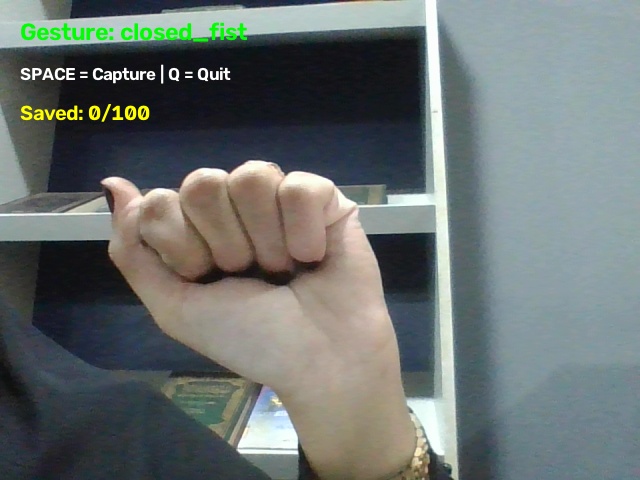 Gesture: closed_fist
SPACE = Capture | Q = Quit
Saved: 0/100